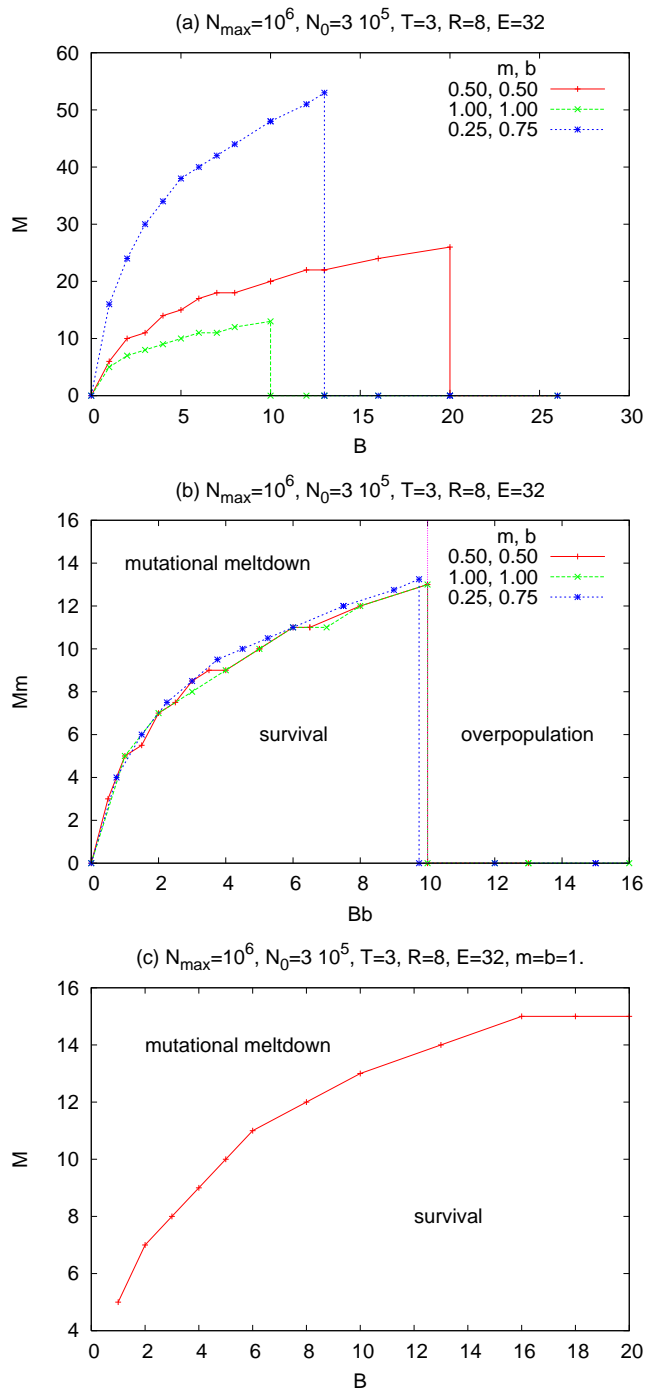 (a) N_max=10^6, N_0=3 10^5, T=3, R=8, E=32
60
50
40
30
20
10
0
M
m, b
0.50, 0.50
1.00, 1.00
0.25, 0.75
0 5 10 15 20 25 30
B
(b) N_max=10^6, N_0=3 10^5, T=3, R=8, E=32
16
14
12
10
8
6
4
2
0
Mm
mutational meltdown
m, b
0.50, 0.50
1.00, 1.00
0.25, 0.75
survival overpopulation
0 2 4 6 8 10 12 14 16
Bb
(c) N_max=10^6, N_0=3 10^5, T=3, R=8, E=32, m=b=1.
16
14
12
10
8
6
4
M
mutational meltdown
survival
0 2 4 6 8 10 12 14 16 18 20
B